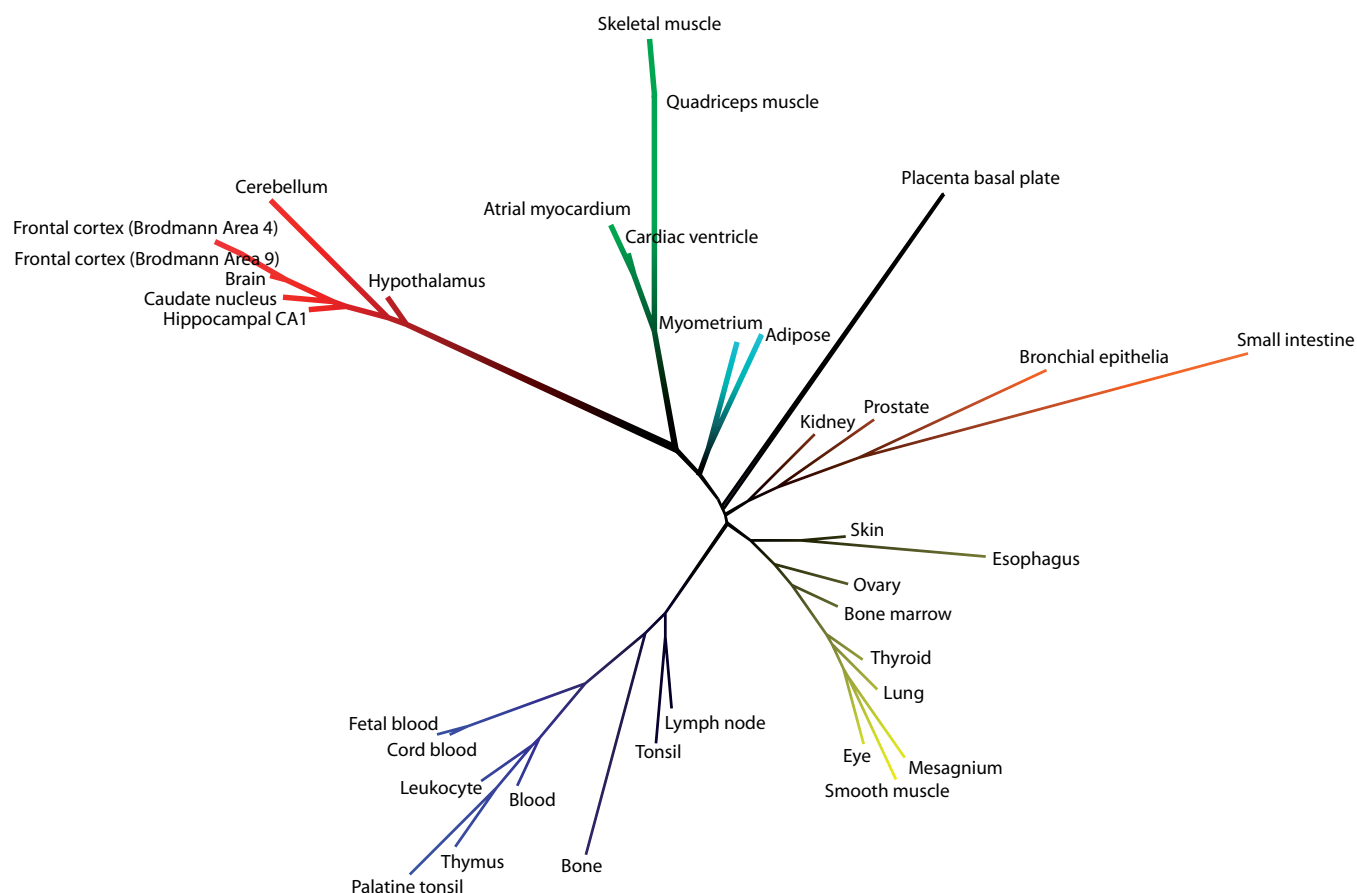 Skeletal muscle
Quadriceps muscle
Placenta basal plate
Cerebellum
Atrial myocardium
Frontal cortex (Brodmann Area 4)
Cardiac ventricle
Frontal cortex (Brodmann Area 9)
Brain
Hypothalamus
Caudate nucleus
Hippocampal CA1
Myometrium
Adipose
Small intestine
Bronchial epithelia
Prostate
Kidney
Skin
Esophagus
Ovary
Bone marrow
Thyroid
Lung
Lymph node
Fetal blood
Cord blood
Tonsil
Eye
Mesagnium
Leukocyte
Smooth muscle
Blood
Thymus
Bone
Palatine tonsil